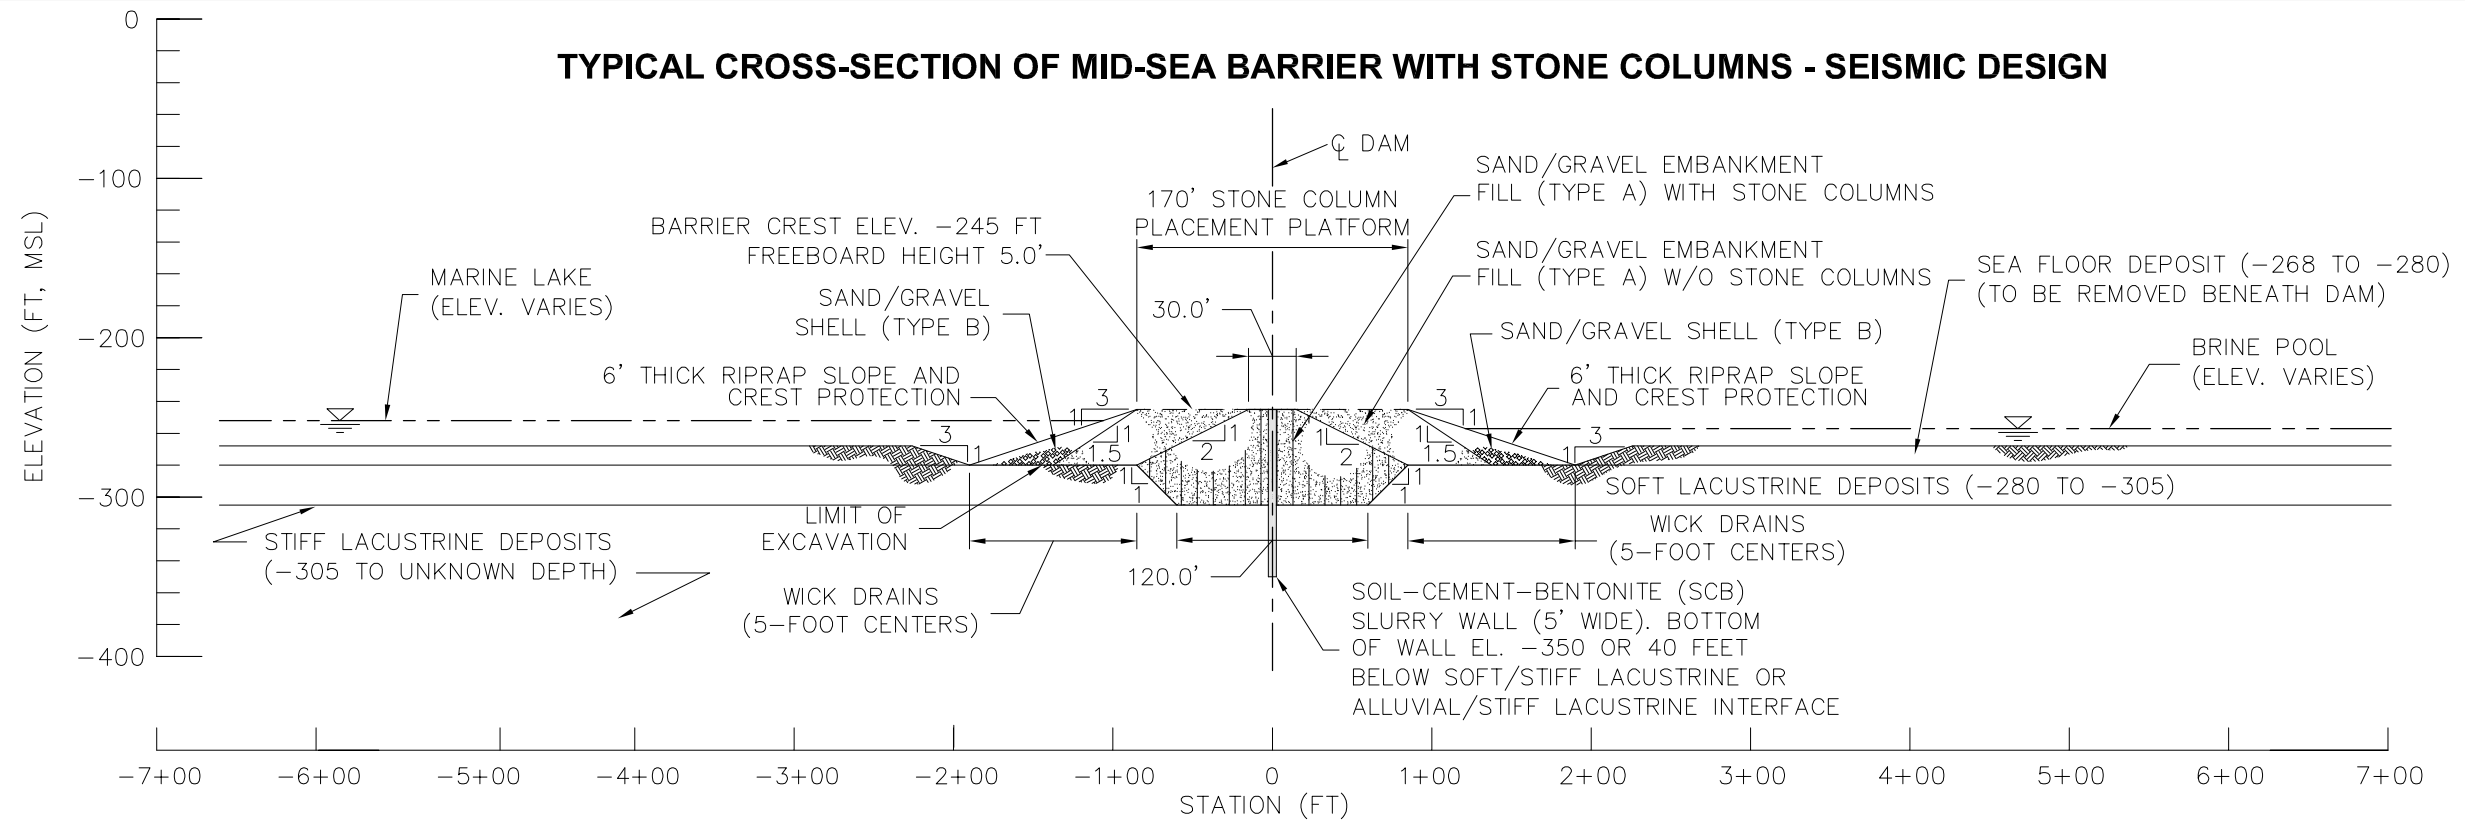 TYPICAL CROSS-SECTION OF MID-SEA BARRIER WITH STONE COLUMNS - SEISMIC DESIGN
0
-100
-200
-300
-400
ELEVATION (FT, MSL)
℄ DAM
170' STONE COLUMN
PLACEMENT PLATFORM
SAND/GRAVEL EMBANKMENT
FILL (TYPE A) WITH STONE COLUMNS
BARRIER CREST ELEV. -245 FT
FREEBOARD HEIGHT 5.0'
SAND/GRAVEL EMBANKMENT
FILL (TYPE A) W/O STONE COLUMNS
SEA FLOOR DEPOSIT (-268 TO -280)
(TO BE REMOVED BENEATH DAM)
MARINE LAKE
(ELEV. VARIES)
SAND/GRAVEL
SHELL (TYPE B)
30.0'
SAND/GRAVEL SHELL (TYPE B)
BRINE POOL
(ELEV. VARIES)
6' THICK RIPRAP SLOPE AND
CREST PROTECTION
6' THICK RIPRAP SLOPE
AND CREST PROTECTION
3
1
3
1
3
1
1
1.5
1
2
1
2
1
1.5
3
1
1
1
1
1
SOFT LACUSTRINE DEPOSITS (-280 TO -305)
LIMIT OF
EXCAVATION
STIFF LACUSTRINE DEPOSITS
(-305 TO UNKNOWN DEPTH)
WICK DRAINS
(5-FOOT CENTERS)
120.0'
WICK DRAINS
(5-FOOT CENTERS)
SOIL-CEMENT-BENTONITE (SCB)
SLURRY WALL (5' WIDE). BOTTOM
OF WALL EL. -350 OR 40 FEET
BELOW SOFT/STIFF LACUSTRINE OR
ALLUVIAL/STIFF LACUSTRINE INTERFACE
-7+00
-6+00
-5+00
-4+00
-3+00
-2+00
-1+00
0
1+00
2+00
3+00
4+00
5+00
6+00
7+00
STATION (FT)